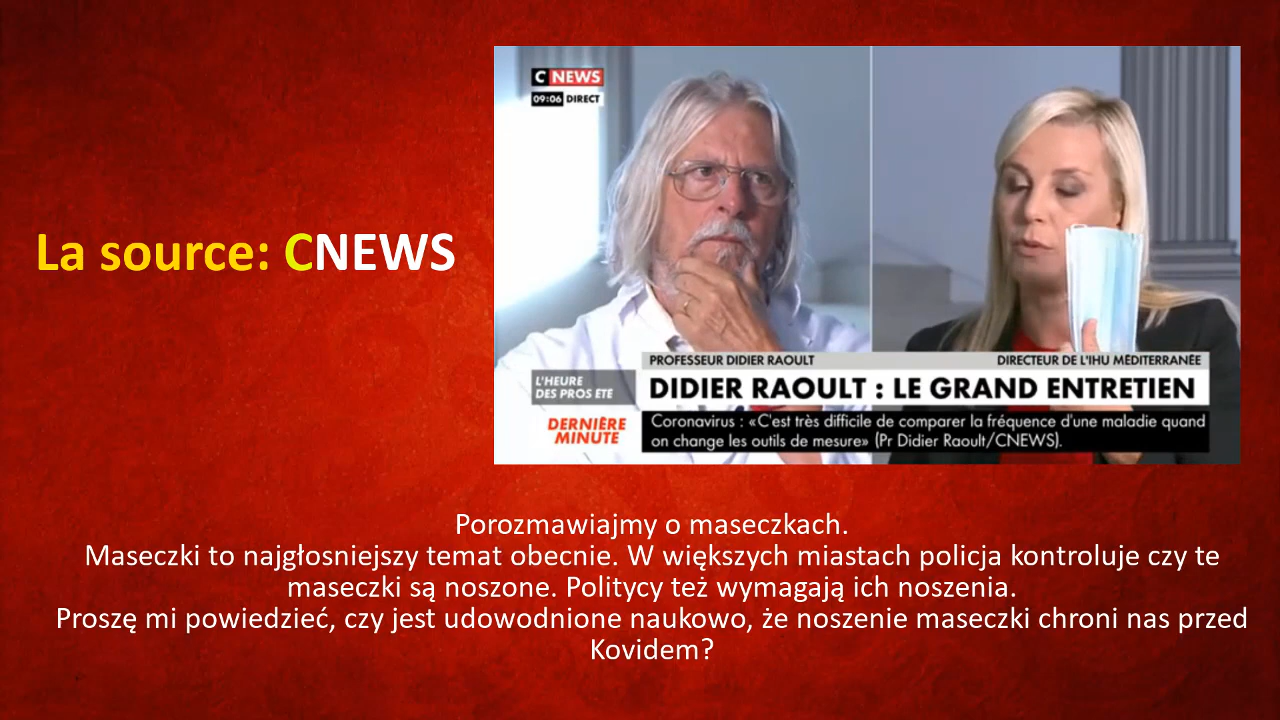 La source: CNEWS
CNEWS
09:06 DIRECT
PROFESSEUR DIDIER RAOULT DIRECTEUR DE L'IHU MÉDITERRANÉE
L'HEURE
DES PROS ÉTÉ
DIDIER RAOULT : LE GRAND ENTRETIEN
DERNIÈRE
MINUTE
Coronavirus : «C'est très difficile de comparer la fréquence d'une maladie quand
on change les outils de mesure» (Pr Didier Raoult/CNEWS).
Porozmawiajmy o maseczkach.
Maseczki to najgłosniejszy temat obecnie. W większych miastach policja kontroluje czy te
maseczki są noszone. Politycy też wymagają ich noszenia.
Proszę mi powiedzieć, czy jest udowodnione naukowo, że noszenie maseczki chroni nas przed
Kovidem?